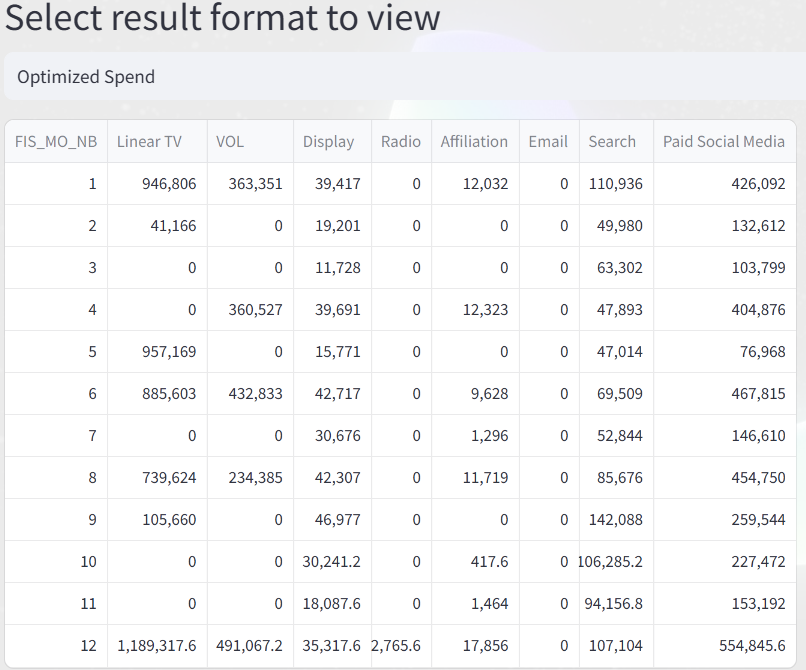 Select result format to view
Optimized Spend
FIS_MO_NB Linear TV VOL Display Radio Affiliation Email Search Paid Social Media
1 946,806 363,351 39,417 0 12,032 0 110,936 426,092
2 41,166 0 19,201 0 0 0 49,980 132,612
3 0 0 11,728 0 0 0 63,302 103,799
4 0 360,527 39,691 0 12,323 0 47,893 404,876
5 957,169 0 15,771 0 0 0 47,014 76,968
6 885,603 432,833 42,717 0 9,628 0 69,509 467,815
7 0 0 30,676 0 1,296 0 52,844 146,610
8 739,624 234,385 42,307 0 11,719 0 85,676 454,750
9 105,660 0 46,977 0 0 0 142,088 259,544
10 0 0 30,241.2 0 417.6 0 106,285.2 227,472
11 0 0 18,087.6 0 1,464 0 94,156.8 153,192
12 1,189,317.6 491,067.2 35,317.6 2,765.6 17,856 0 107,104 554,845.6